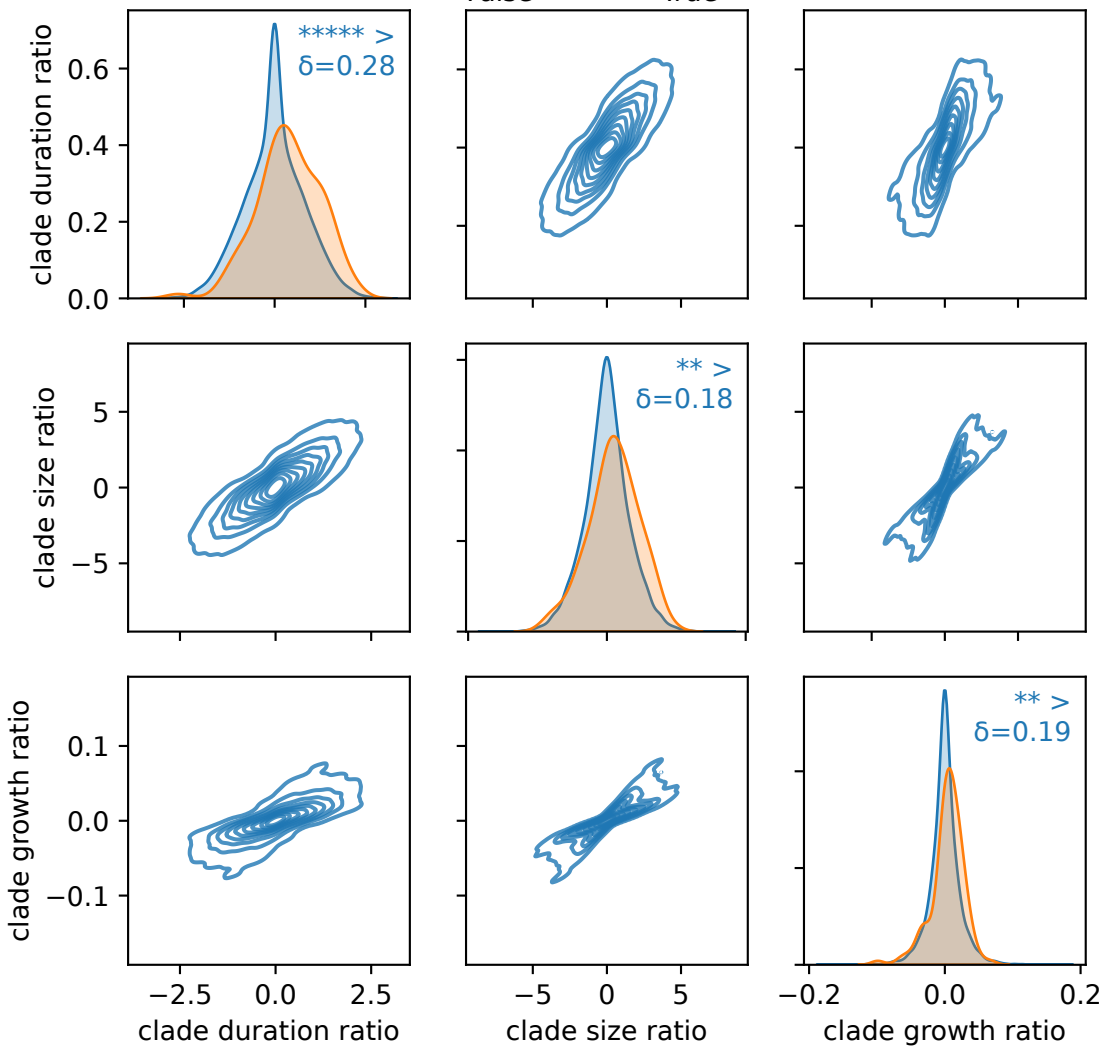 clade duration ratio
0.6
0.4
0.2
0.0
***** >
δ=0.28
clade size ratio
5
0
−5
** >
δ=0.18
clade growth ratio
0.1
0.0
−0.1
** >
δ=0.19
−2.5 0.0 2.5
−5 0 5
−0.2 0.0 0.2
clade duration ratio
clade size ratio
clade growth ratio